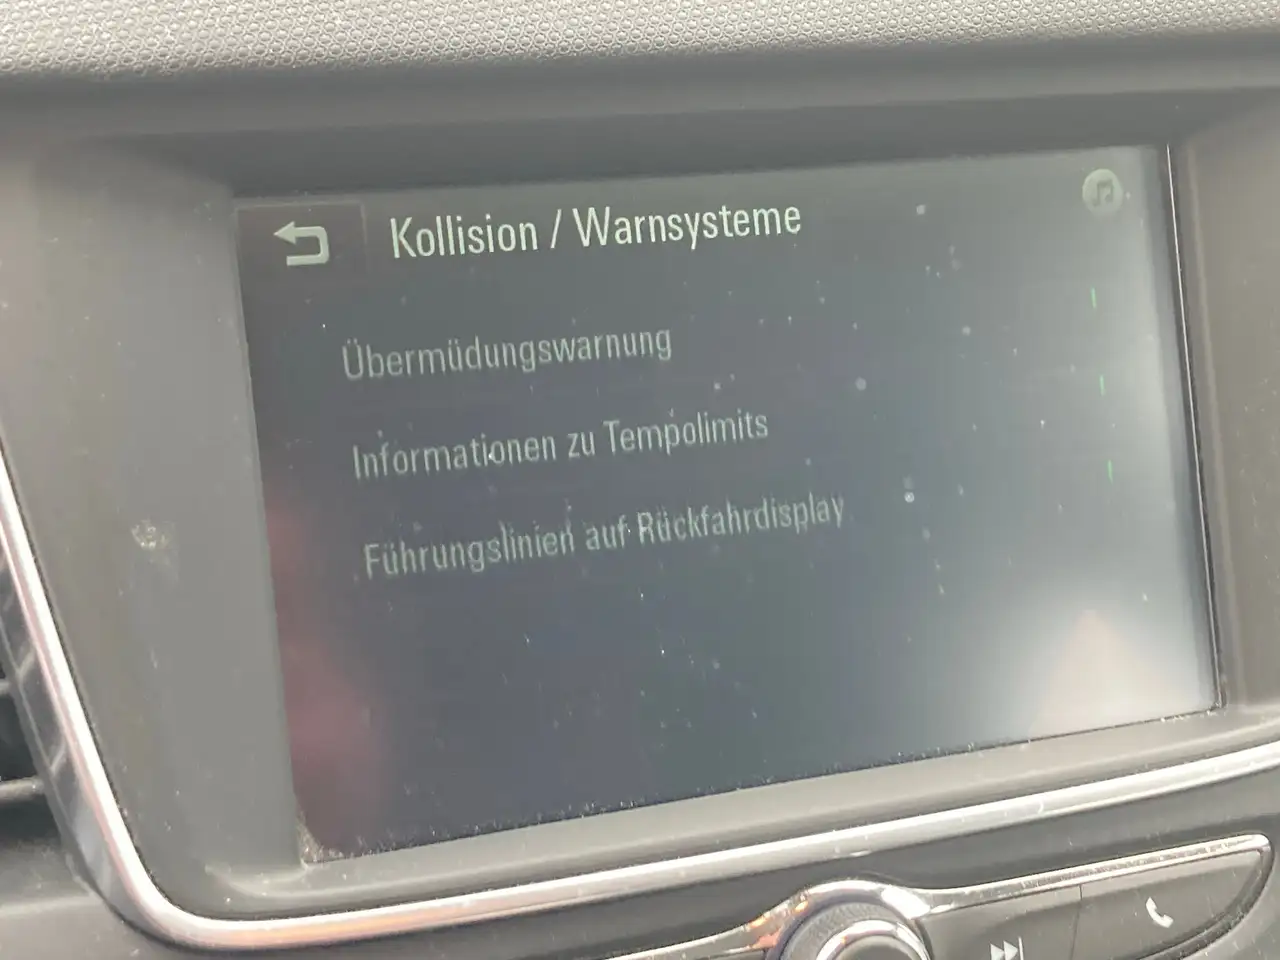 Kollision / Warnsysteme
Übermüdungswarnung
Informationen zu Tempolimits
Führungslinien auf Rückfahrdisplay